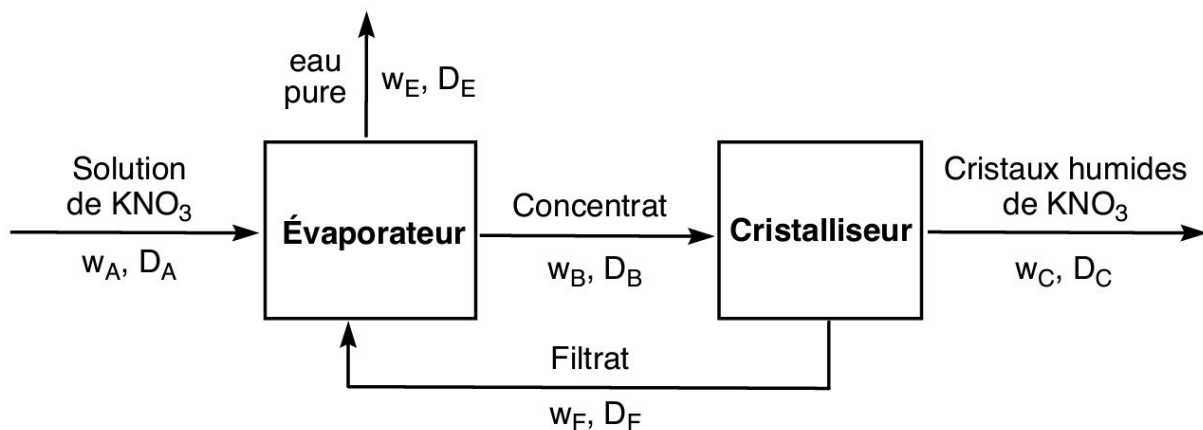 eau
pure
w_E, D_E
Solution
de KNO₃
w_A, D_A
Évaporateur
Concentrat
w_B, D_B
Cristalliseur
Cristaux humides
de KNO₃
w_C, D_C
Filtrat
w_F, D_F